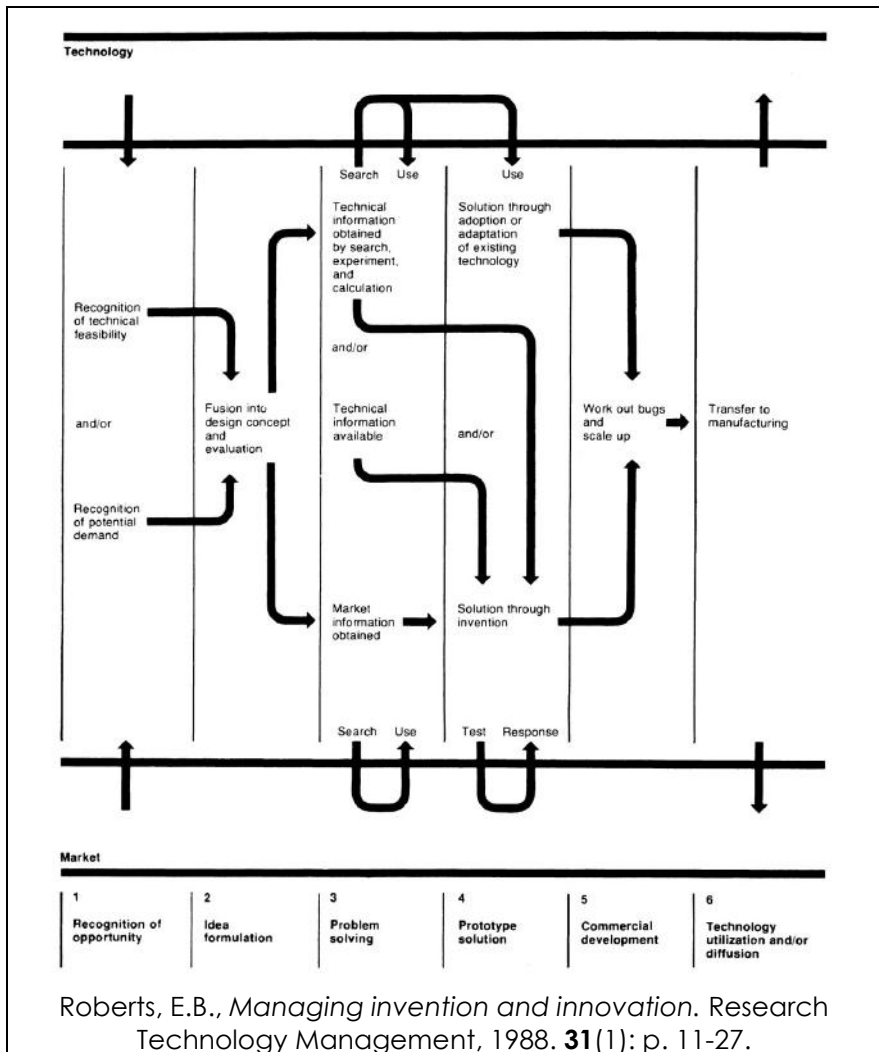 Technology
Search
Use
Use
Technical
information
obtained
by search,
experiment,
and
calculation
Solution through
adoption or
adaptation
of existing
technology
Recognition
of technical
feasibility
and/or
and/or
Fusion into
design concept
and
evaluation
Technical
information
available
and/or
Work out bugs
and
scale up
Transfer to
manufacturing
Recognition
of potential
demand
Market
information
obtained
Solution through
invention
Search
Use
Test
Response
Market
1
Recognition of
opportunity
2
Idea
formulation
3
Problem
solving
4
Prototype
solution
5
Commercial
development
6
Technology
utilization and/or
diffusion
Roberts, E.B., Managing invention and innovation. Research
Technology Management, 1988. 31(1): p. 11-27.